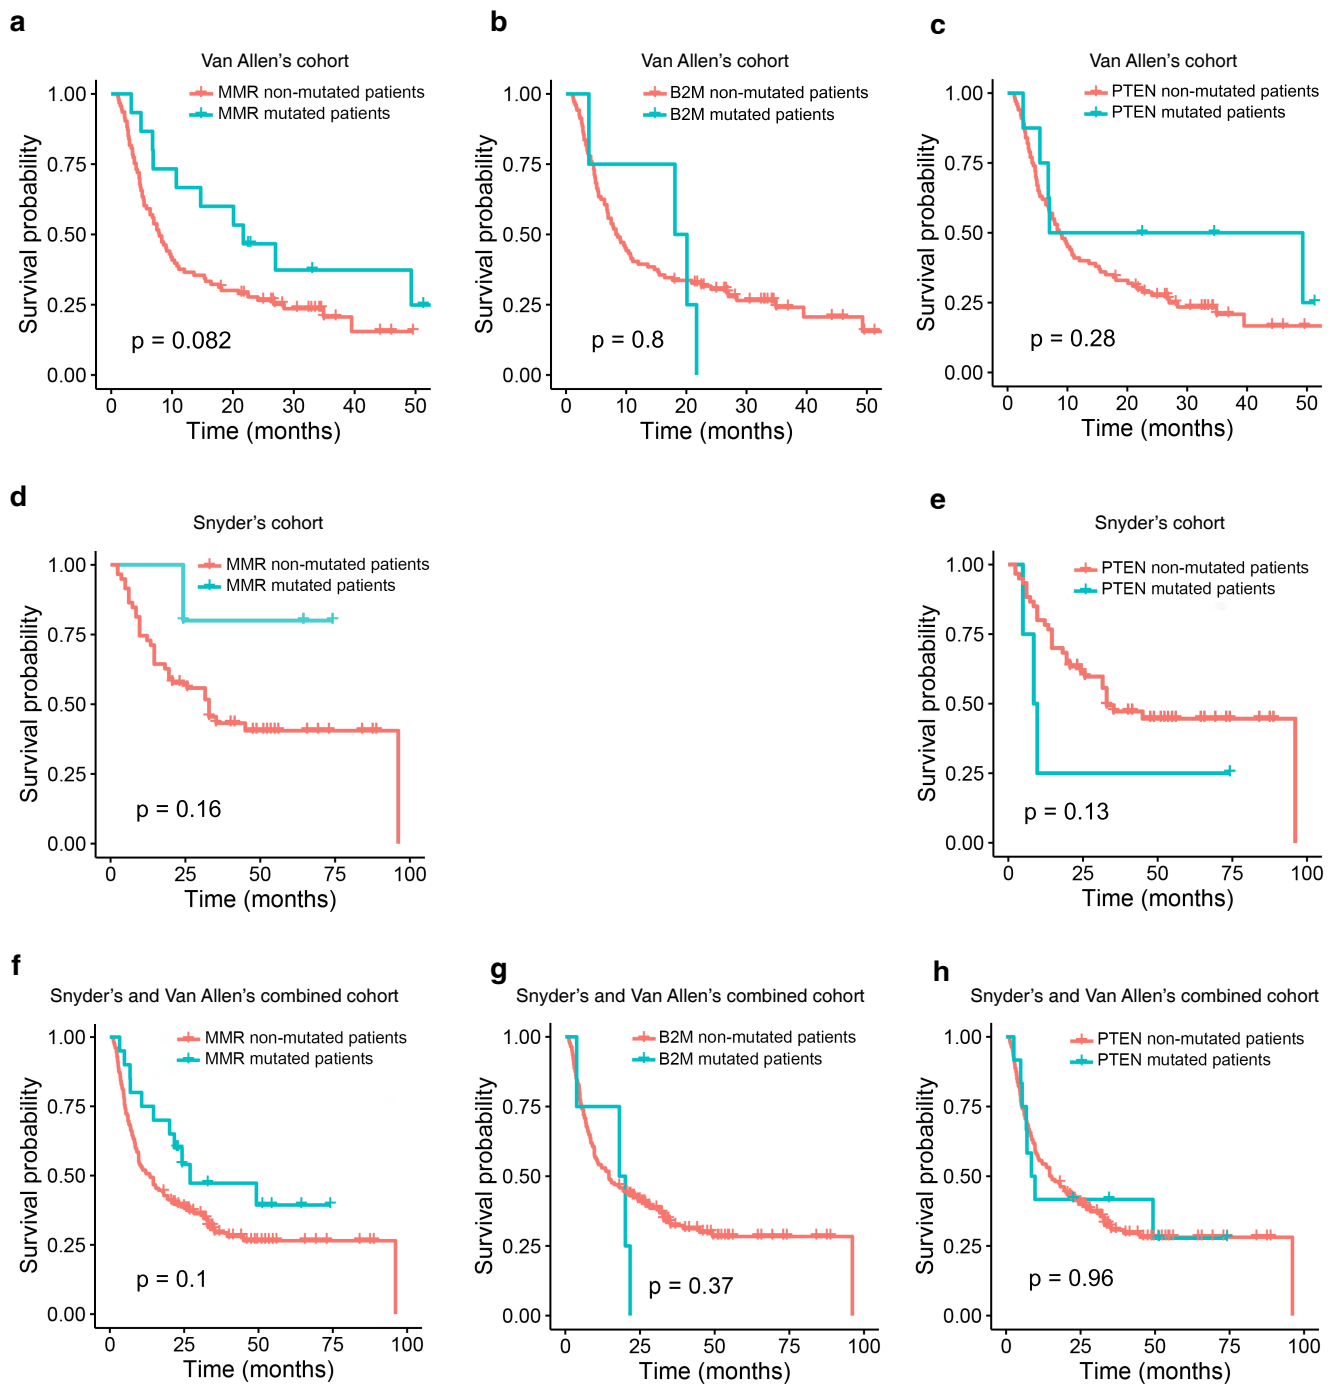 a
Van Allen's cohort
MMR non-mutated patients
MMR mutated patients
Survival probability
1.00
0.75
0.50
0.25
0.00
p = 0.082
0 10 20 30 40 50
Time (months)
b
Van Allen's cohort
B2M non-mutated patients
B2M mutated patients
Survival probability
1.00
0.75
0.50
0.25
0.00
p = 0.8
0 10 20 30 40 50
Time (months)
c
Van Allen's cohort
PTEN non-mutated patients
PTEN mutated patients
Survival probability
1.00
0.75
0.50
0.25
0.00
p = 0.28
0 10 20 30 40 50
Time (months)
d
Snyder's cohort
MMR non-mutated patients
MMR mutated patients
Survival probability
1.00
0.75
0.50
0.25
0.00
p = 0.16
0 25 50 75 100
Time (months)
e
Snyder's cohort
PTEN non-mutated patients
PTEN mutated patients
Survival probability
1.00
0.75
0.50
0.25
0.00
p = 0.13
0 25 50 75 100
Time (months)
f
Snyder's and Van Allen's combined cohort
MMR non-mutated patients
MMR mutated patients
Survival probability
1.00
0.75
0.50
0.25
0.00
p = 0.1
0 25 50 75 100
Time (months)
g
Snyder's and Van Allen's combined cohort
B2M non-mutated patients
B2M mutated patients
Survival probability
1.00
0.75
0.50
0.25
0.00
p = 0.37
0 25 50 75 100
Time (months)
h
Snyder's and Van Allen's combined cohort
PTEN non-mutated patients
PTEN mutated patients
Survival probability
1.00
0.75
0.50
0.25
0.00
p = 0.96
0 25 50 75 100
Time (months)